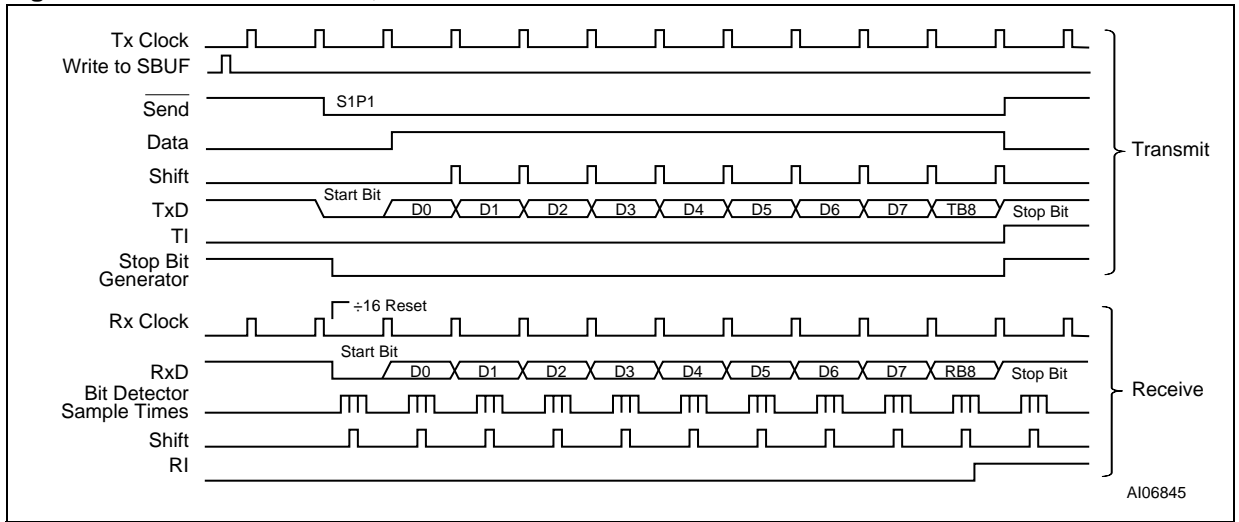 Tx Clock
Write to SBUF
Send
S1P1
Data
Transmit
Shift
Start Bit
TxD
D0 D1 D2 D3 D4 D5 D6 D7 TB8
Stop Bit
TI
Stop Bit
Generator
÷16 Reset
Rx Clock
Start Bit
RxD
D0 D1 D2 D3 D4 D5 D6 D7 RB8
Stop Bit
Bit Detector
Sample Times
Receive
Shift
RI
AI06845